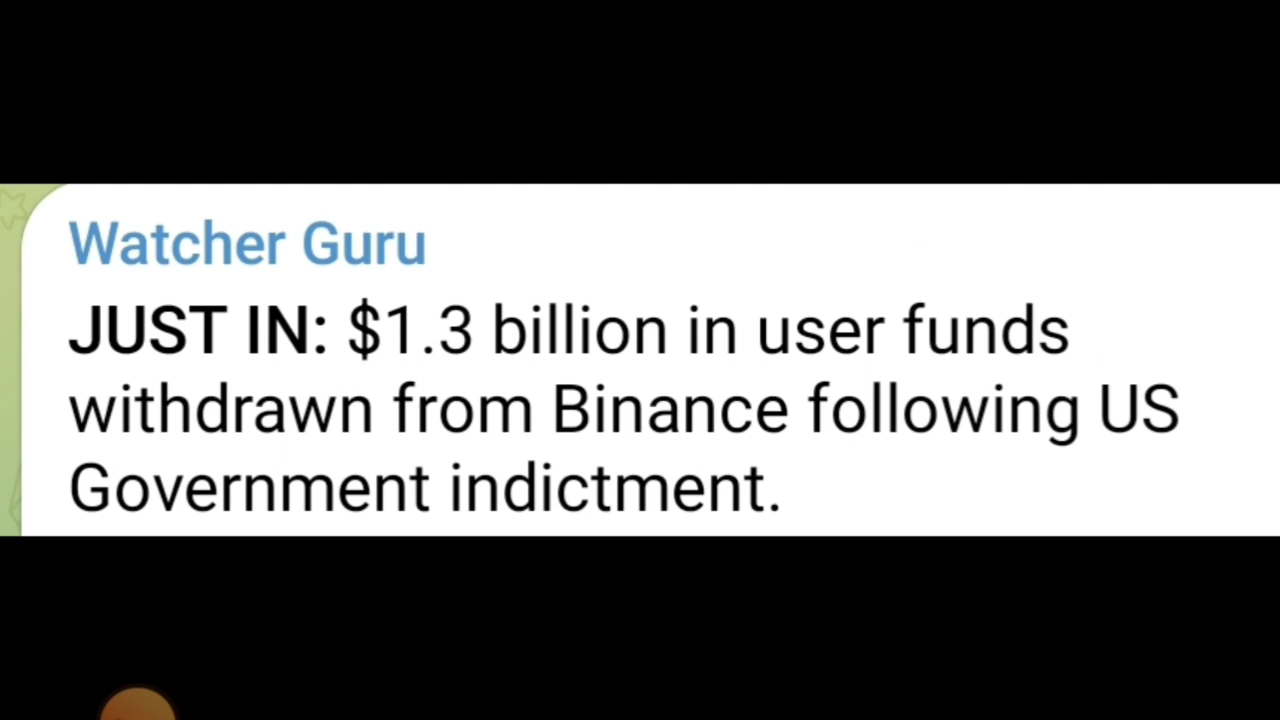 Watcher Guru
JUST IN: $1.3 billion in user funds
withdrawn from Binance following US
Government indictment.